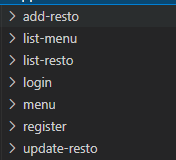 add-resto
list-menu
list-resto
login
menu
register
update-resto